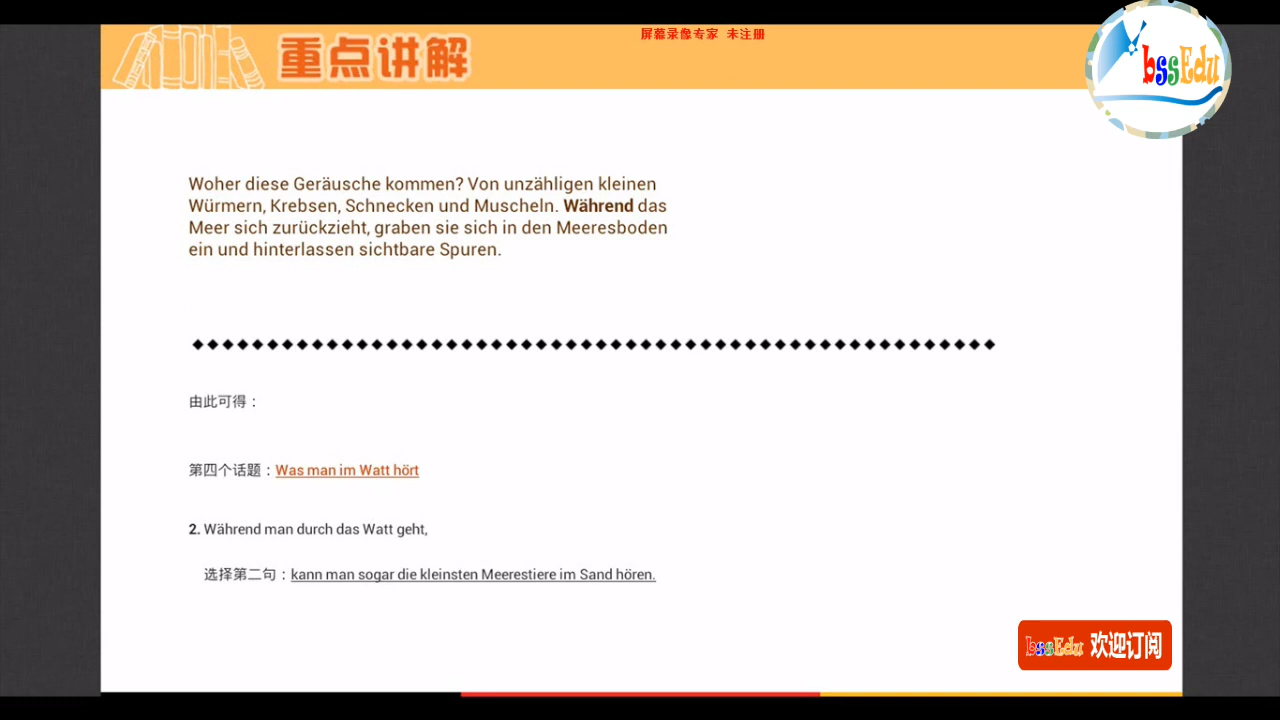 屏幕录像专家 未注册
重点讲解
bssEdu
Woher diese Geräusche kommen? Von unzähligen kleinen
Würmern, Krebsen, Schnecken und Muscheln. Während das
Meer sich zurückzieht, graben sie sich in den Meeresboden
ein und hinterlassen sichtbare Spuren.
由此可得：
第四个话题：Was man im Watt hört
2. Während man durch das Watt geht,
选择第二句：kann man sogar die kleinsten Meerestiere im Sand hören.
bssEdu 欢迎订阅